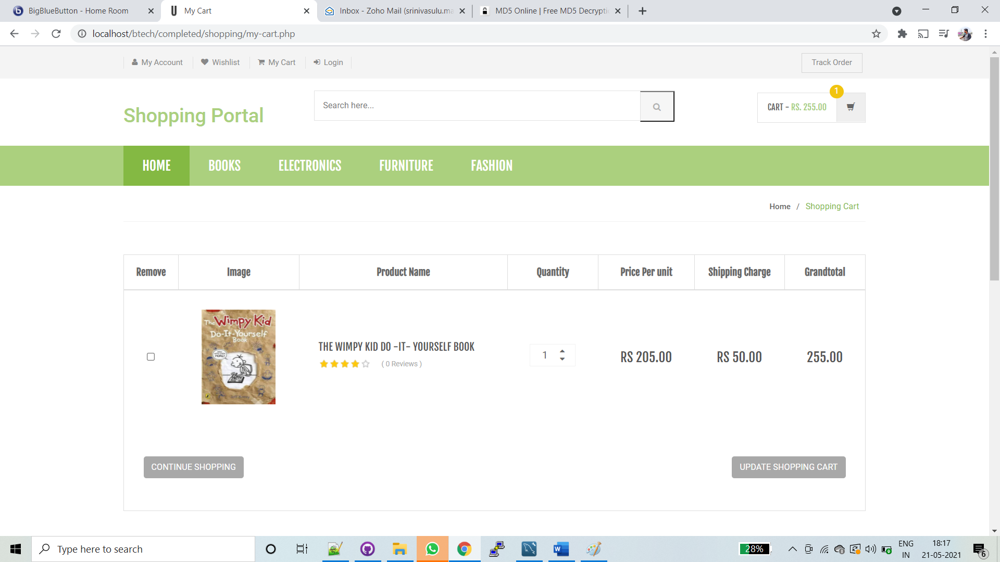 BigBlueButton - Home Room
My Cart
Inbox - Zoho Mail (srinivasulu.ma
MD5 Online | Free MD5 Decrypti
localhost/btech/completed/shopping/my-cart.php
My Account
Wishlist
My Cart
Login
Track Order
Shopping Portal
Search here...
CART - RS. 255.00
1
HOME
BOOKS
ELECTRONICS
FURNITURE
FASHION
Home / Shopping Cart
Remove
Image
Product Name
Quantity
Price Per unit
Shipping Charge
Grandtotal
The Wimpy Kid
Do-It-Yourself
Book
THE WIMPY KID DO -IT- YOURSELF BOOK
( 0 Reviews )
1
RS 205.00
RS 50.00
255.00
CONTINUE SHOPPING
UPDATE SHOPPING CART
Type here to search
28%
ENG
IN
18:17
21-05-2021
6